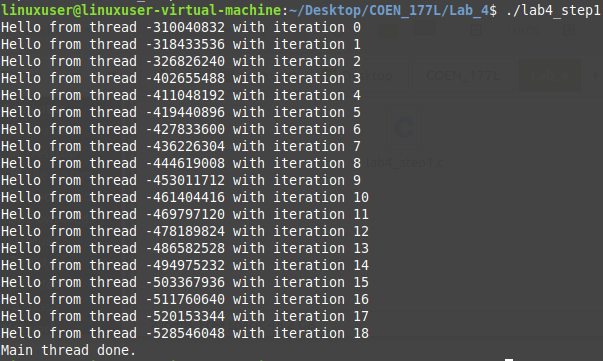 linuxuser@linuxuser-virtual-machine:~/Desktop/COEN_177L/Lab_4$ ./lab4_step1
Hello from thread -310040832 with iteration 0
Hello from thread -318433536 with iteration 1
Hello from thread -326826240 with iteration 2
Hello from thread -402655488 with iteration 3
Hello from thread -411048192 with iteration 4
Hello from thread -419440896 with iteration 5
Hello from thread -427833600 with iteration 6
Hello from thread -436226304 with iteration 7
Hello from thread -444619008 with iteration 8
Hello from thread -453011712 with iteration 9
Hello from thread -461404416 with iteration 10
Hello from thread -469797120 with iteration 11
Hello from thread -478189824 with iteration 12
Hello from thread -486582528 with iteration 13
Hello from thread -494975232 with iteration 14
Hello from thread -503367936 with iteration 15
Hello from thread -511760640 with iteration 16
Hello from thread -520153344 with iteration 17
Hello from thread -528546048 with iteration 18
Main thread done.